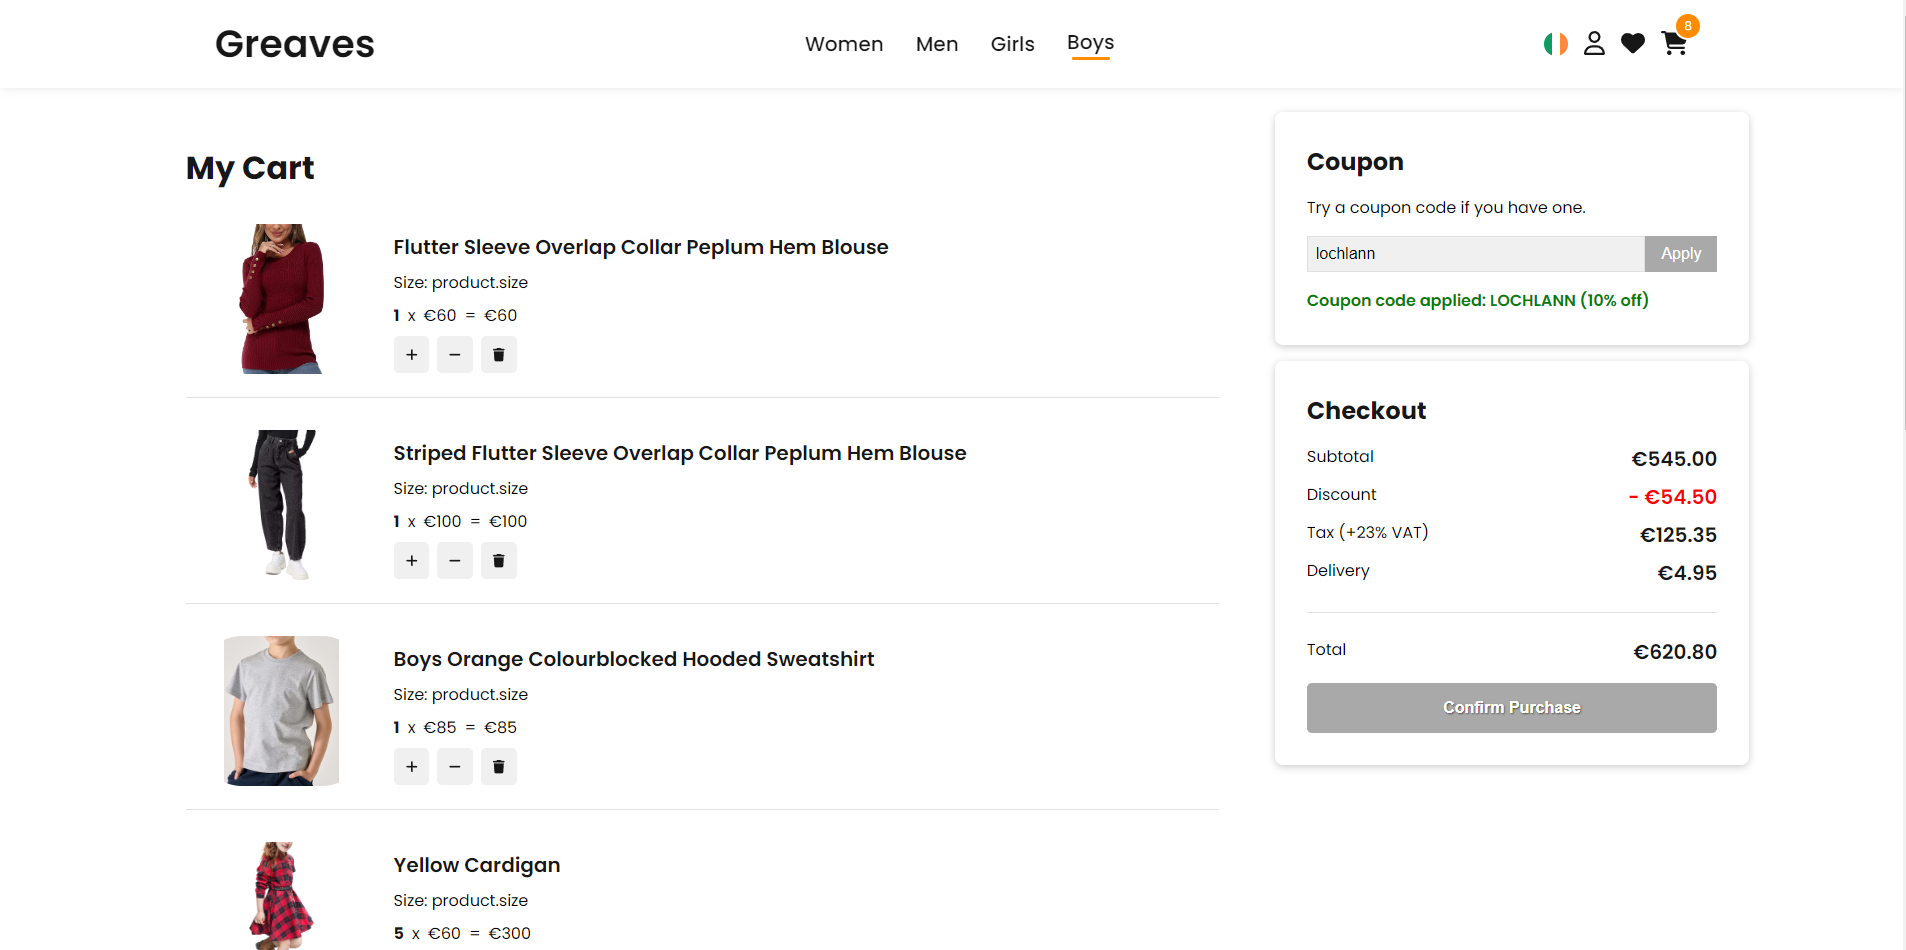 Greaves
Women Men Girls Boys
8
My Cart
Flutter Sleeve Overlap Collar Peplum Hem Blouse
Size: product.size
1 x €60 = €60
+ −
Striped Flutter Sleeve Overlap Collar Peplum Hem Blouse
Size: product.size
1 x €100 = €100
+ −
Boys Orange Colourblocked Hooded Sweatshirt
Size: product.size
1 x €85 = €85
+ −
Yellow Cardigan
Size: product.size
5 x €60 = €300
Coupon
Try a coupon code if you have one.
lochlann Apply
Coupon code applied: LOCHLANN (10% off)
Checkout
Subtotal €545.00
Discount - €54.50
Tax (+23% VAT) €125.35
Delivery €4.95
Total €620.80
Confirm Purchase